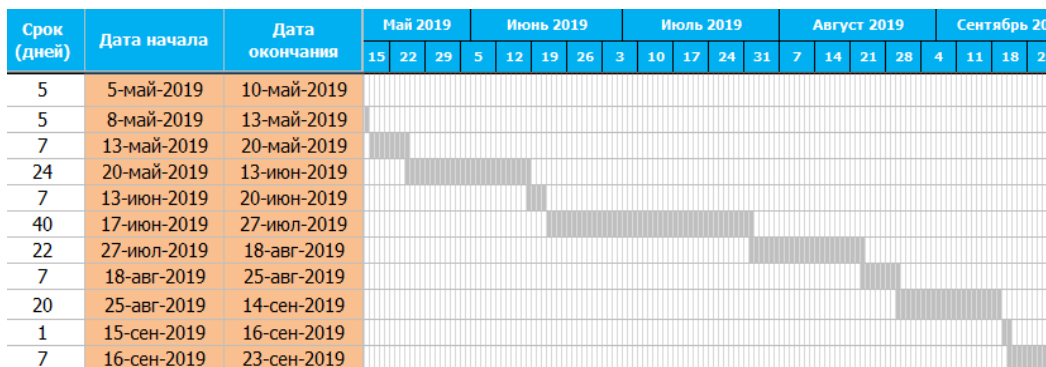 Срок (дней) Дата начала Дата окончания Май 2019 Июнь 2019 Июль 2019 Август 2019 Сентябрь 20
15 22 29 5 12 19 26 3 10 17 24 31 7 14 21 28 4 11 18 2
5 5-май-2019 10-май-2019
5 8-май-2019 13-май-2019
7 13-май-2019 20-май-2019
24 20-май-2019 13-июн-2019
7 13-июн-2019 20-июн-2019
40 17-июн-2019 27-июл-2019
22 27-июл-2019 18-авг-2019
7 18-авг-2019 25-авг-2019
20 25-авг-2019 14-сен-2019
1 15-сен-2019 16-сен-2019
7 16-сен-2019 23-сен-2019